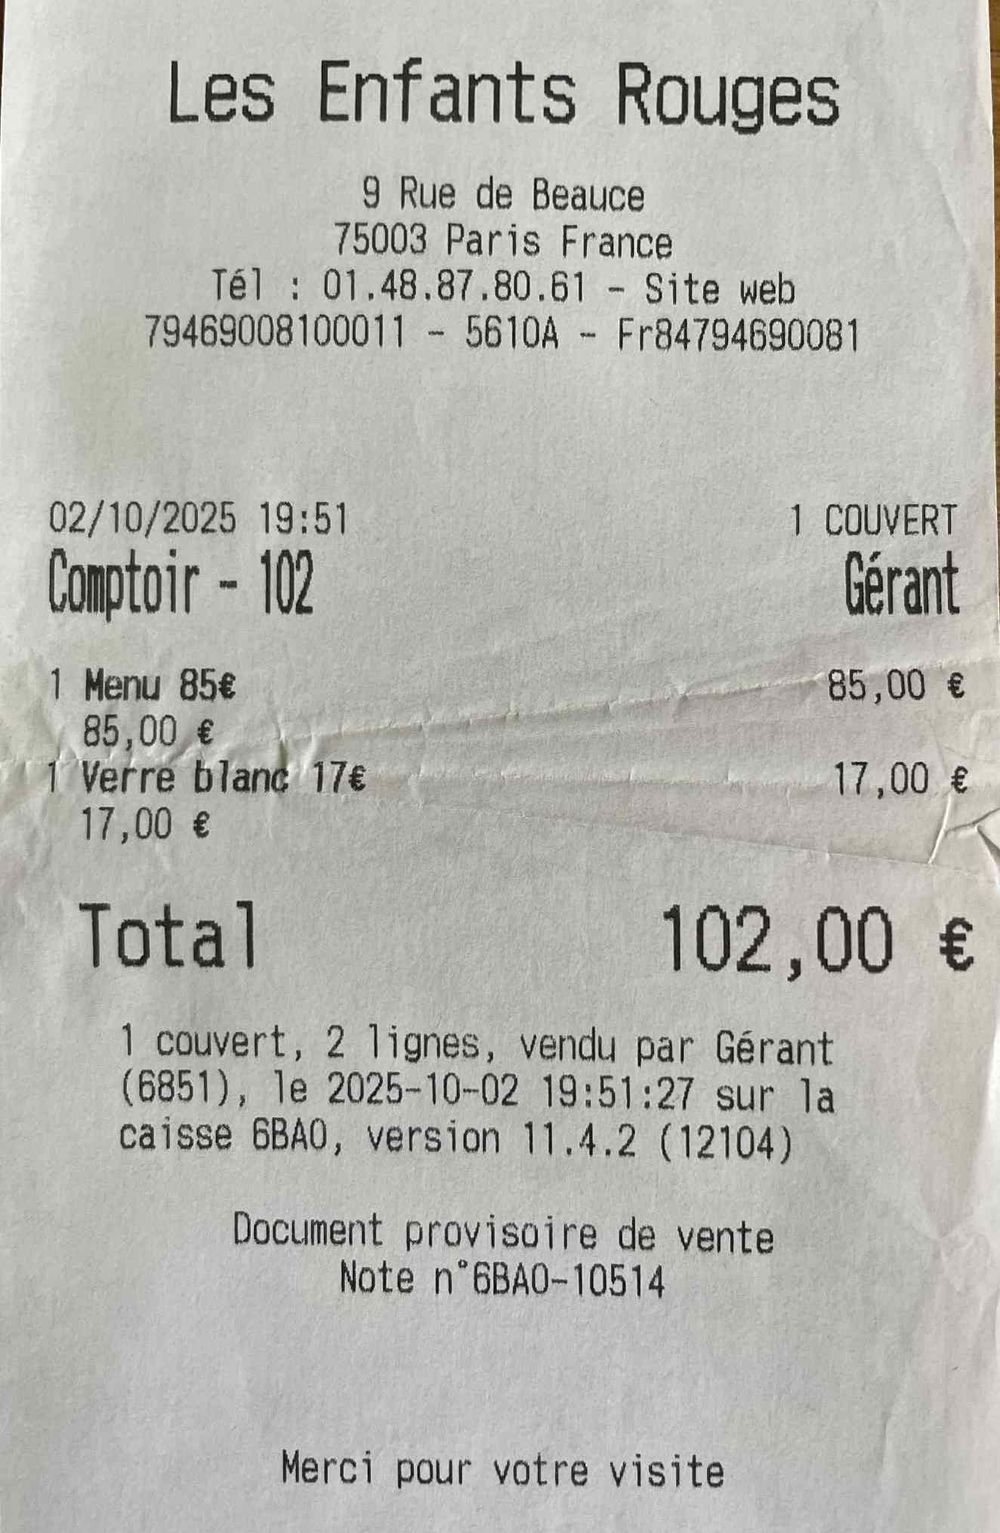 Les Enfants Rouges
9 Rue de Beauce
75003 Paris France
Tél : 01.48.87.80.61 - Site web
79469008100011 - 5610A - Fr84794690081
02/10/2025 19:51 1 COUVERT
Comptoir - 102 Gérant
1 Menu 85€ 85,00 €
85,00 €
1 Verre blanc 17€ 17,00 €
17,00 €
Total 102,00 €
1 couvert, 2 lignes, vendu par Gérant
(6851), le 2025-10-02 19:51:27 sur la
caisse 6BA0, version 11.4.2 (12104)
Document provisoire de vente
Note n°6BA0-10514
Merci pour votre visite